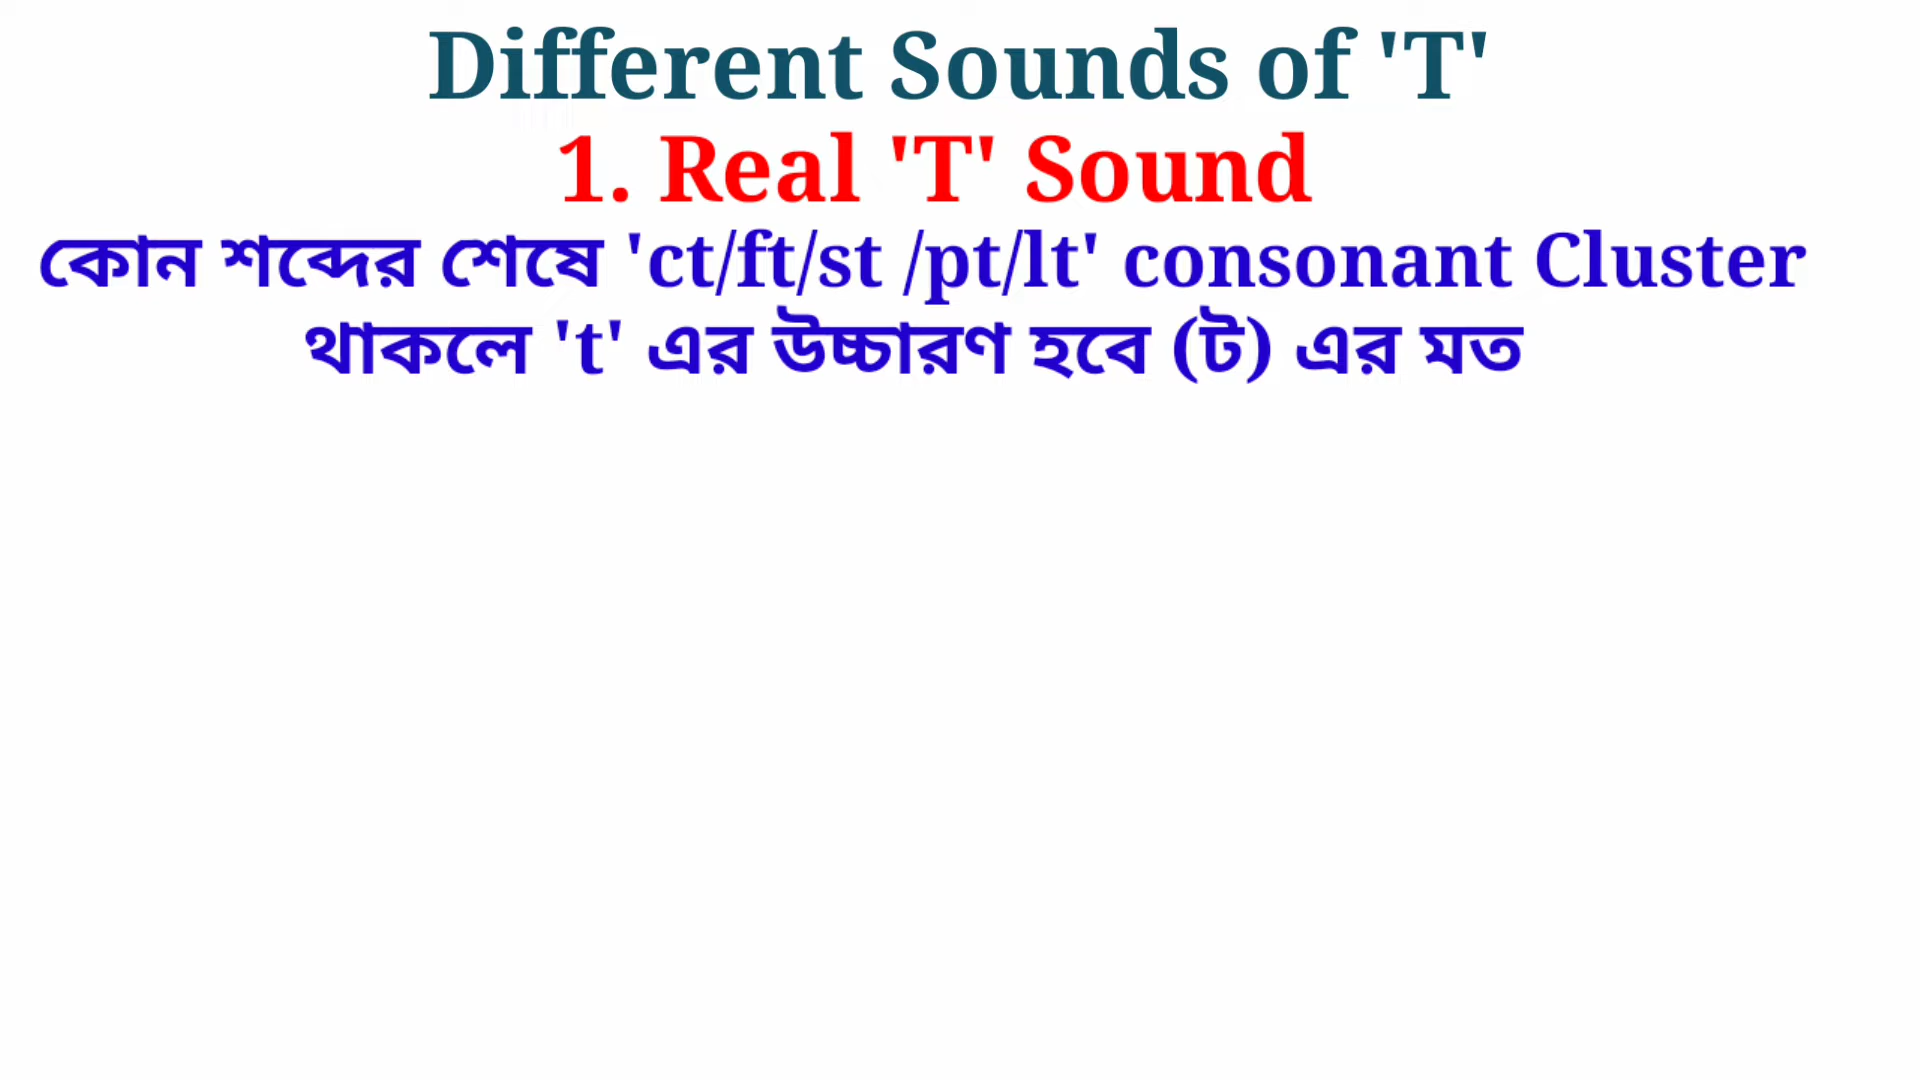 Different Sounds of 'T'
1. Real 'T' Sound
কোন শব্দের শেষে 'ct/ft/st /pt/lt' consonant Cluster
থাকলে 't' এর উচ্চারণ হবে (ট) এর মত